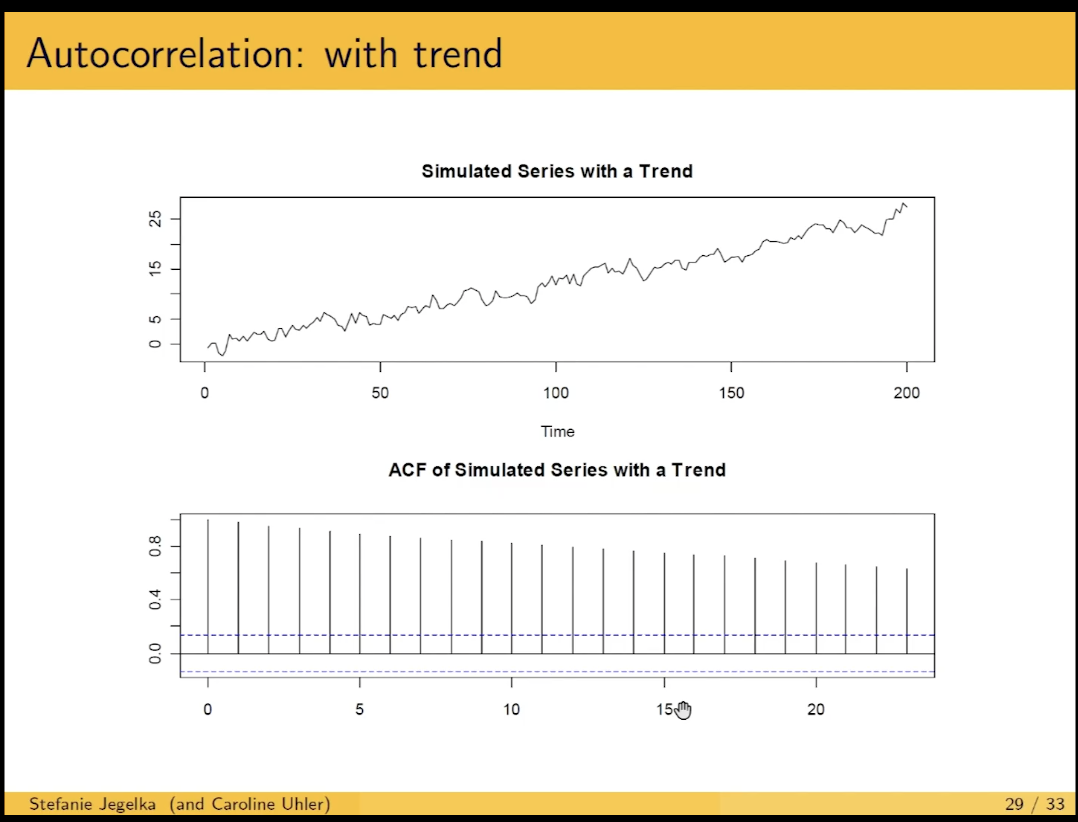 Autocorrelation: with trend
Simulated Series with a Trend
25
15
5
0
0 50 100 150 200
Time
ACF of Simulated Series with a Trend
0.8
0.4
0.0
0 5 10 15 20
Stefanie Jegelka (and Caroline Uhler) 29 / 33